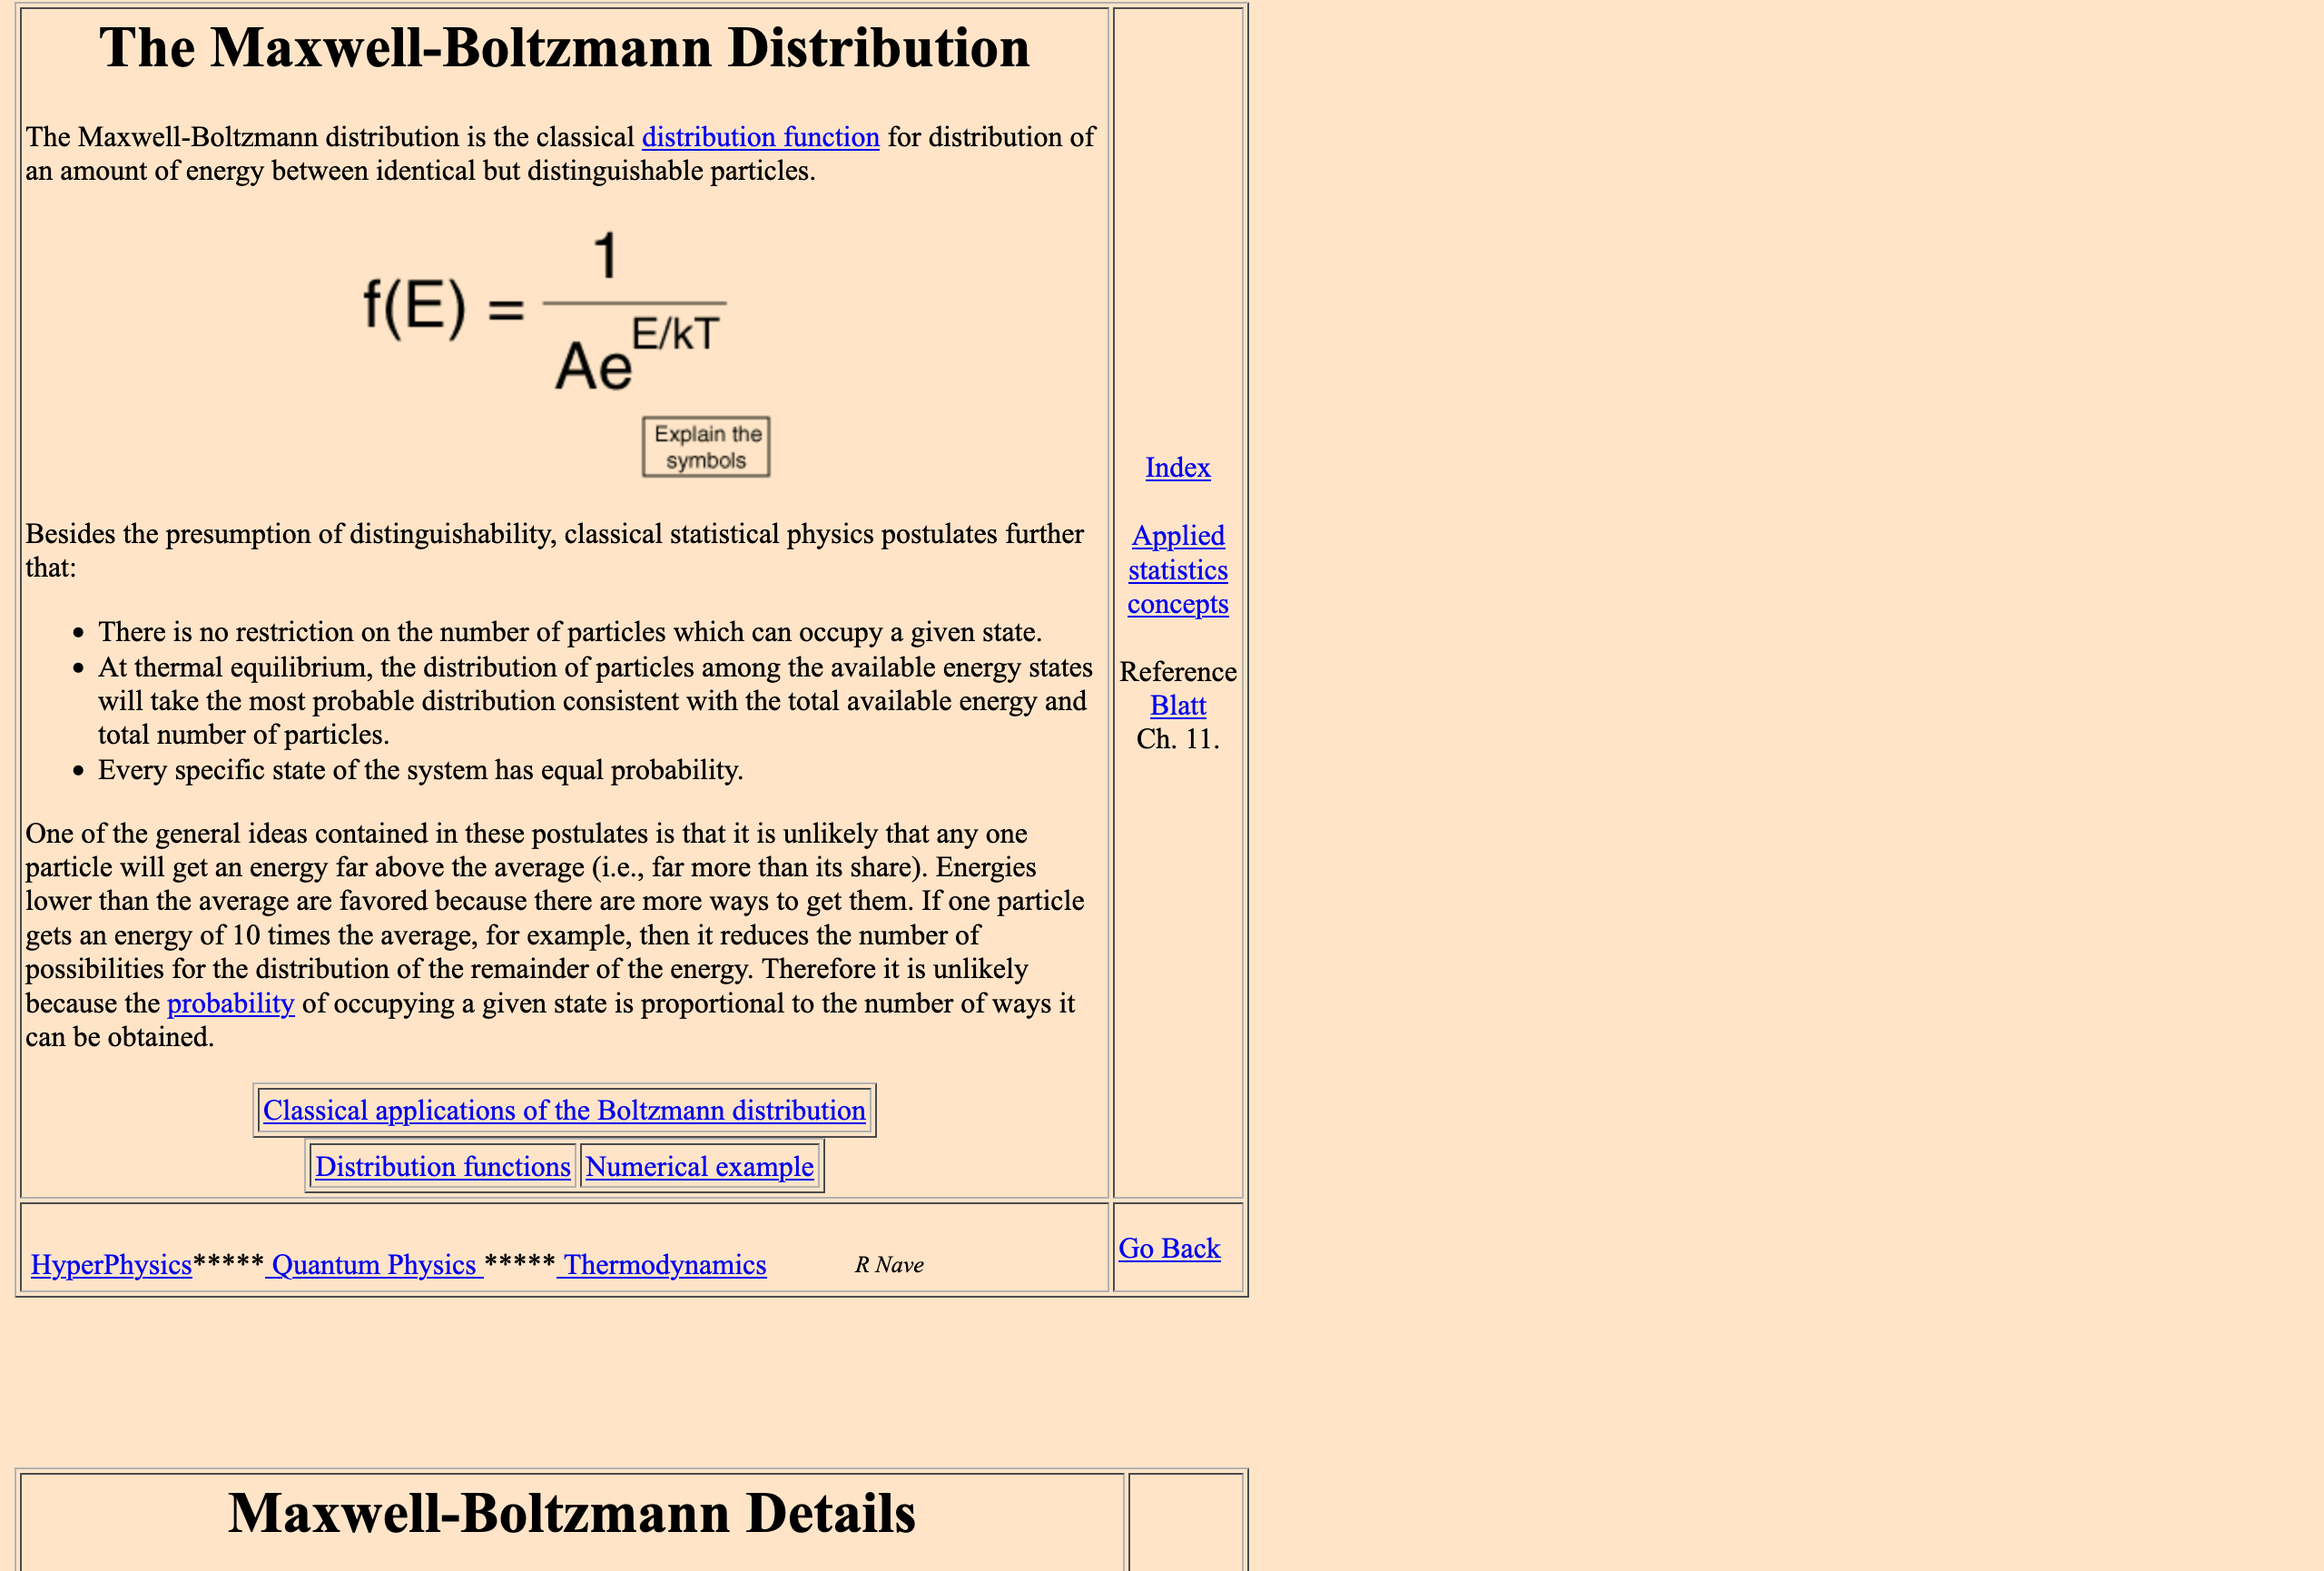 The Maxwell-Boltzmann Distribution
The Maxwell-Boltzmann distribution is the classical distribution function for distribution of
an amount of energy between identical but distinguishable particles.
f(E) = 1 / Ae^E/kT
Explain the
symbols
Besides the presumption of distinguishability, classical statistical physics postulates further
that:
• There is no restriction on the number of particles which can occupy a given state.
• At thermal equilibrium, the distribution of particles among the available energy states
will take the most probable distribution consistent with the total available energy and
total number of particles.
• Every specific state of the system has equal probability.
One of the general ideas contained in these postulates is that it is unlikely that any one
particle will get an energy far above the average (i.e., far more than its share). Energies
lower than the average are favored because there are more ways to get them. If one particle
gets an energy of 10 times the average, for example, then it reduces the number of
possibilities for the distribution of the remainder of the energy. Therefore it is unlikely
because the probability of occupying a given state is proportional to the number of ways it
can be obtained.
Classical applications of the Boltzmann distribution
Distribution functions Numerical example
Index
Applied
statistics
concepts
Reference
Blatt
Ch. 11.
HyperPhysics***** Quantum Physics ***** Thermodynamics R Nave
Go Back
Maxwell-Boltzmann Details